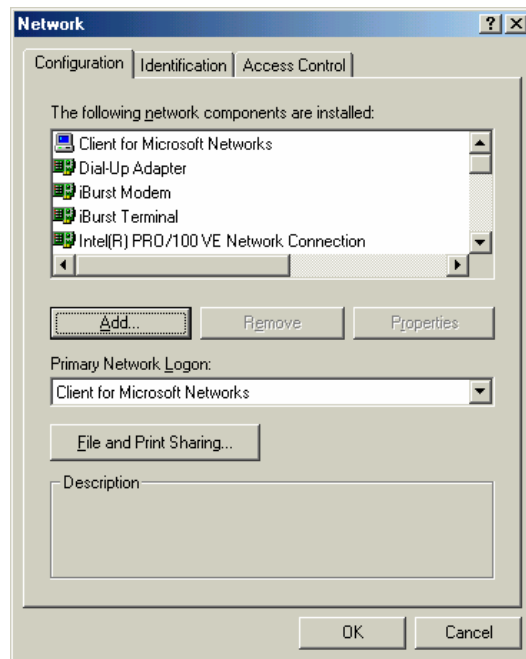 Network
Configuration Identification Access Control
The following network components are installed:
Client for Microsoft Networks
Dial-Up Adapter
iBurst Modem
iBurst Terminal
Intel(R) PRO/100 VE Network Connection
Add... Remove Properties
Primary Network Logon:
Client for Microsoft Networks
File and Print Sharing...
Description
OK Cancel